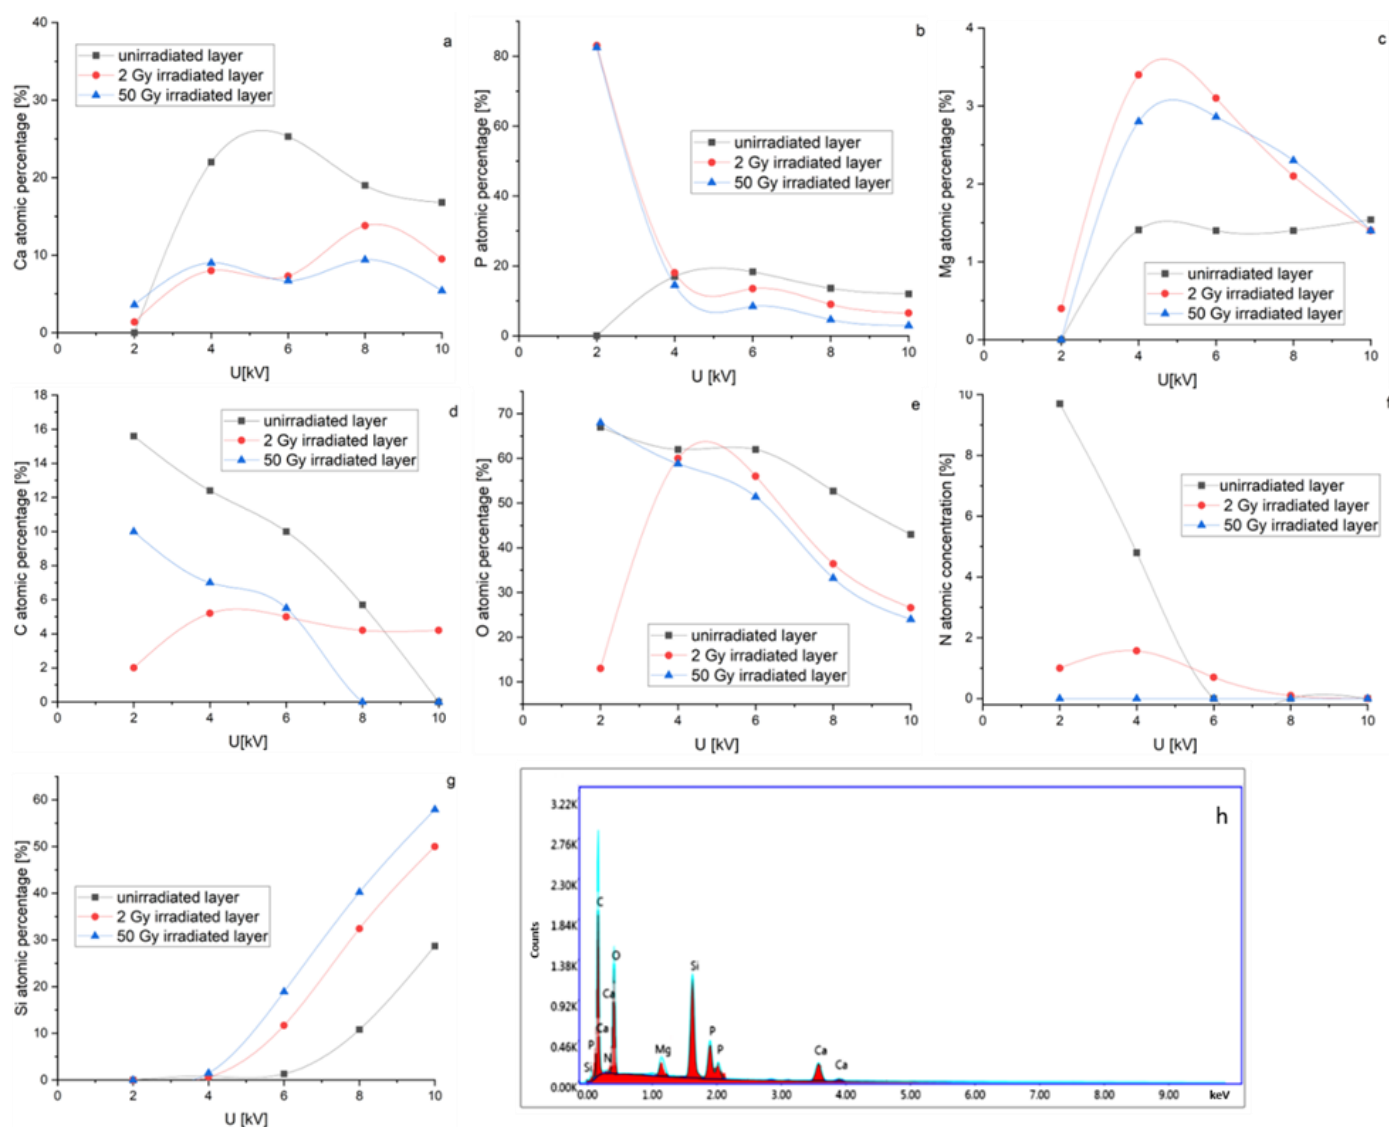 a
Ca atomic percentage [%]
40
30
20
10
0
unirradiated layer
2 Gy irradiated layer
50 Gy irradiated layer
0 2 4 6 8 10
U[kV]
b
P atomic percentage [%]
80
60
40
20
0
unirradiated layer
2 Gy irradiated layer
50 Gy irradiated layer
0 2 4 6 8 10
U [kV]
c
Mg atomic percentage [%]
4
3
2
1
0
unirradiated layer
2 Gy irradiated layer
50 Gy irradiated layer
0 2 4 6 8 10
U[kV]
d
C atomic percentage [%]
18
16
14
12
10
8
6
4
2
0
unirradiated layer
2 Gy irradiated layer
50 Gy irradiated layer
0 2 4 6 8 10
U[kV]
e
O atomic percentage [%]
70
60
50
40
30
20
10
unirradiated layer
2 Gy irradiated layer
50 Gy irradiated layer
0 2 4 6 8 10
U [kV]
f
N atomic concentration [%]
10
8
6
4
2
0
unirradiated layer
2 Gy irradiated layer
50 Gy irradiated layer
0 2 4 6 8 10
U [kV]
g
Si atomic percentage [%]
60
50
40
30
20
10
0
unirradiated layer
2 Gy irradiated layer
50 Gy irradiated layer
0 2 4 6 8 10
U [kV]
h
Counts
3.22K
2.76K
2.30K
1.84K
1.38K
0.92K
0.46K
0.00K
C
O
Si
Ca
Ca
P
N
Si
Mg
P
P
Ca
Ca
0.00 1.00 2.00 3.00 4.00 5.00 6.00 7.00 8.00 9.00 keV